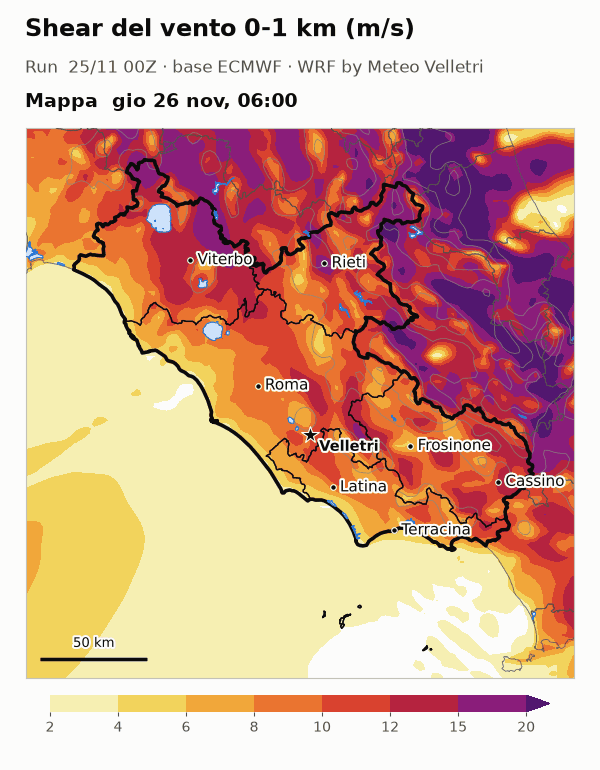 Shear del vento 0-1 km (m/s)
Run  25/11 00Z · base ECMWF · WRF by Meteo Velletri
Mappa  gio 26 nov, 06:00
Viterbo
Rieti
Roma
Velletri
Frosinone
Latina
Cassino
Terracina
50 km
2 4 6 8 10 12 15 20